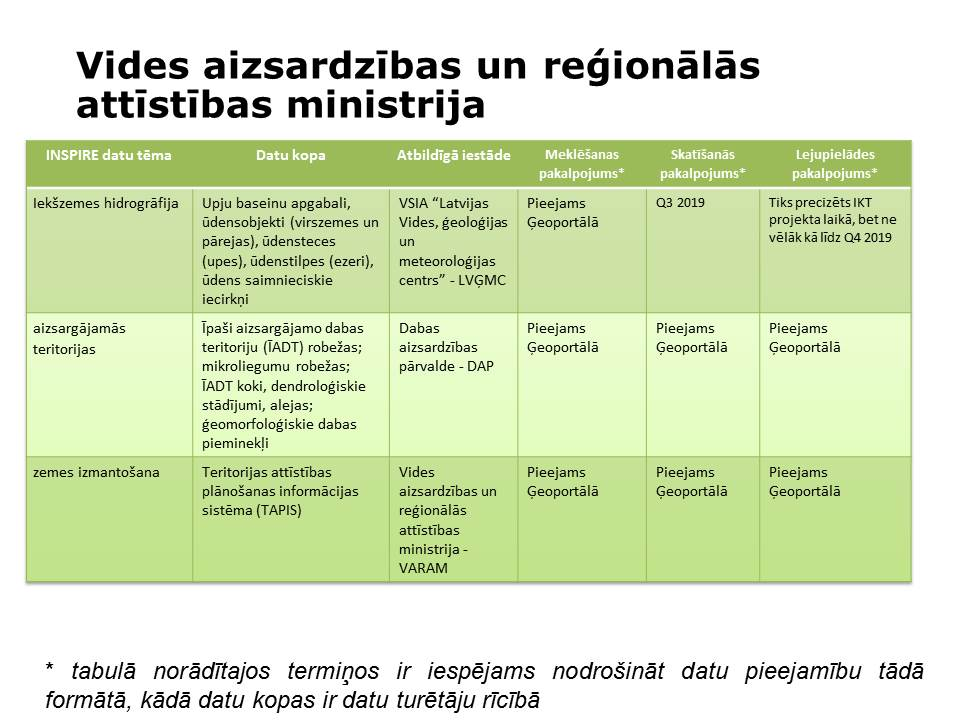 Vides aizsardzības un reģionālās
attīstības ministrija
INSPIRE datu tēma
Datu kopa
Atbildīgā iestāde
Meklēšanas
pakalpojums*
Skatīšanās
pakalpojums*
Lejupielādes
pakalpojums*
Iekšzemes hidrogrāfija
Upju baseinu apgabali,
ūdensobjekti (virszemes un
pārejas), ūdensteces
(upes), ūdenstilpes (ezeri),
ūdens saimnieciskie
iecirkņi
VSIA “Latvijas
Vides, ģeoloģijas
un
meteoroloģijas
centrs” - LVĢMC
Pieejams
Ģeoportālā
Q3 2019
Tiks precizēts IKT
projekta laikā, bet ne
vēlāk kā līdz Q4 2019
aizsargājamās
teritorijas
Īpaši aizsargājamo dabas
teritoriju (ĪADT) robežas;
mikroliegumu robežas;
ĪADT koki, dendroloģiskie
stādījumi, alejas;
ģeomorfoloģiskie dabas
pieminekļi
Dabas
aizsardzības
pārvalde - DAP
Pieejams
Ģeoportālā
Pieejams
Ģeoportālā
Pieejams
Ģeoportālā
zemes izmantošana
Teritorijas attīstības
plānošanas informācijas
sistēma (TAPIS)
Vides
aizsardzības un
reģionālās
attīstības
ministrija -
VARAM
Pieejams
Ģeoportālā
Pieejams
Ģeoportālā
Pieejams
Ģeoportālā
* tabulā norādītajos termiņos ir iespējams nodrošināt datu pieejamību tādā
formātā, kādā datu kopas ir datu turētāju rīcībā